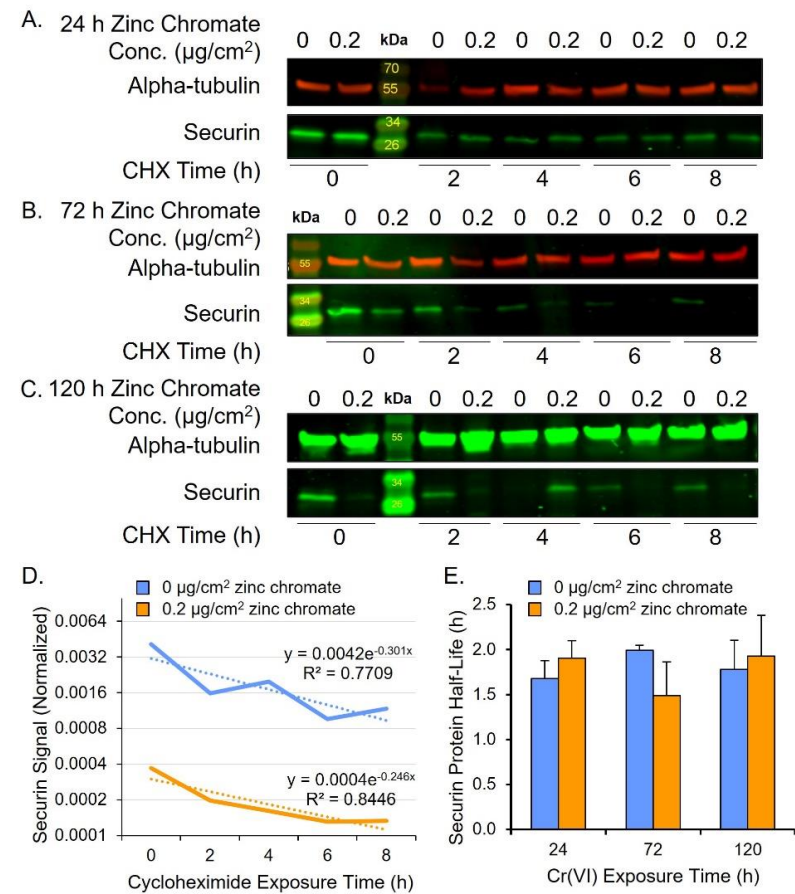 A. 24 h Zinc Chromate
Conc. (µg/cm²)
0 0.2 kDa 0 0.2 0 0.2 0 0.2 0 0.2
Alpha-tubulin
70
55
Securin
34
26
CHX Time (h)
0 2 4 6 8
B. 72 h Zinc Chromate
Conc. (µg/cm²)
kDa 0 0.2 0 0.2 0 0.2 0 0.2 0 0.2
Alpha-tubulin
55
Securin
34
26
CHX Time (h)
0 2 4 6 8
C. 120 h Zinc Chromate
Conc. (µg/cm²)
0 0.2 kDa 0 0.2 0 0.2 0 0.2 0 0.2
Alpha-tubulin
55
Securin
34
26
CHX Time (h)
0 2 4 6 8
D.
0 µg/cm² zinc chromate
0.2 µg/cm² zinc chromate
Securin Signal (Normalized)
0.0064
0.0032
0.0016
0.0008
0.0004
0.0002
0.0001
y = 0.0042e^-0.301x
R² = 0.7709
y = 0.0004e^-0.246x
R² = 0.8446
0 2 4 6 8
Cycloheximide Exposure Time (h)
E.
0 µg/cm² zinc chromate
0.2 µg/cm² zinc chromate
Securin Protein Half-Life (h)
2.5
2.0
1.5
1.0
0.5
0.0
24 72 120
Cr(VI) Exposure Time (h)